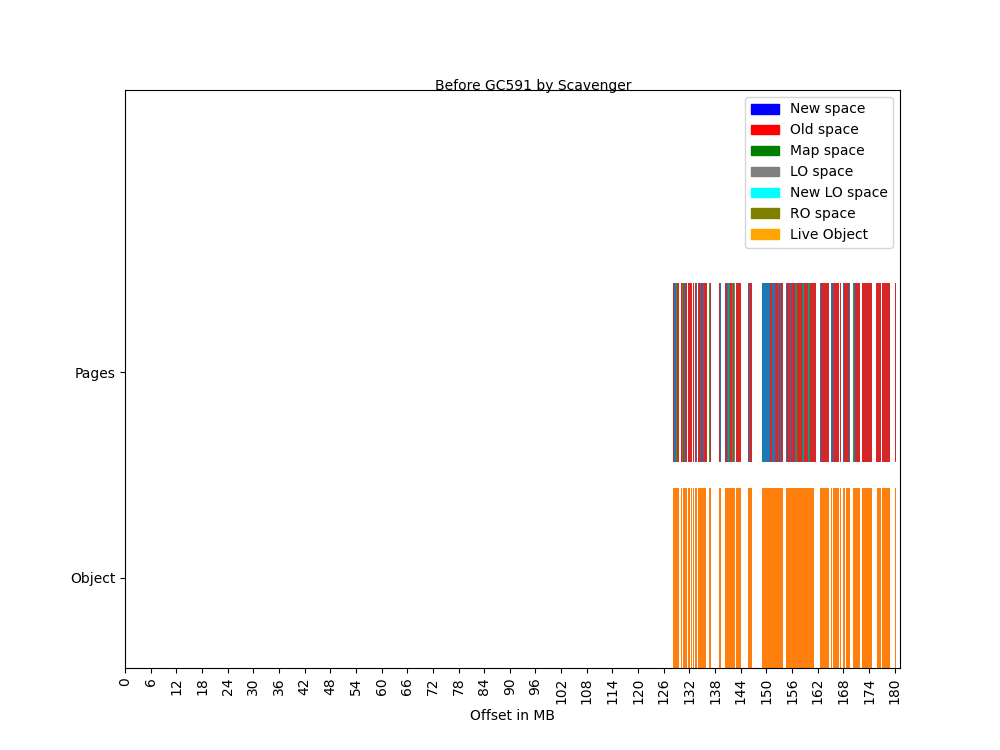 Before GC591 by Scavenger
New space
Old space
Map space
LO space
New LO space
RO space
Live Object
Pages
Object
0 6 12 18 24 30 36 42 48 54 60 66 72 78 84 90 96 102 108 114 120 126 132 138 144 150 156 162 168 174 180
Offset in MB